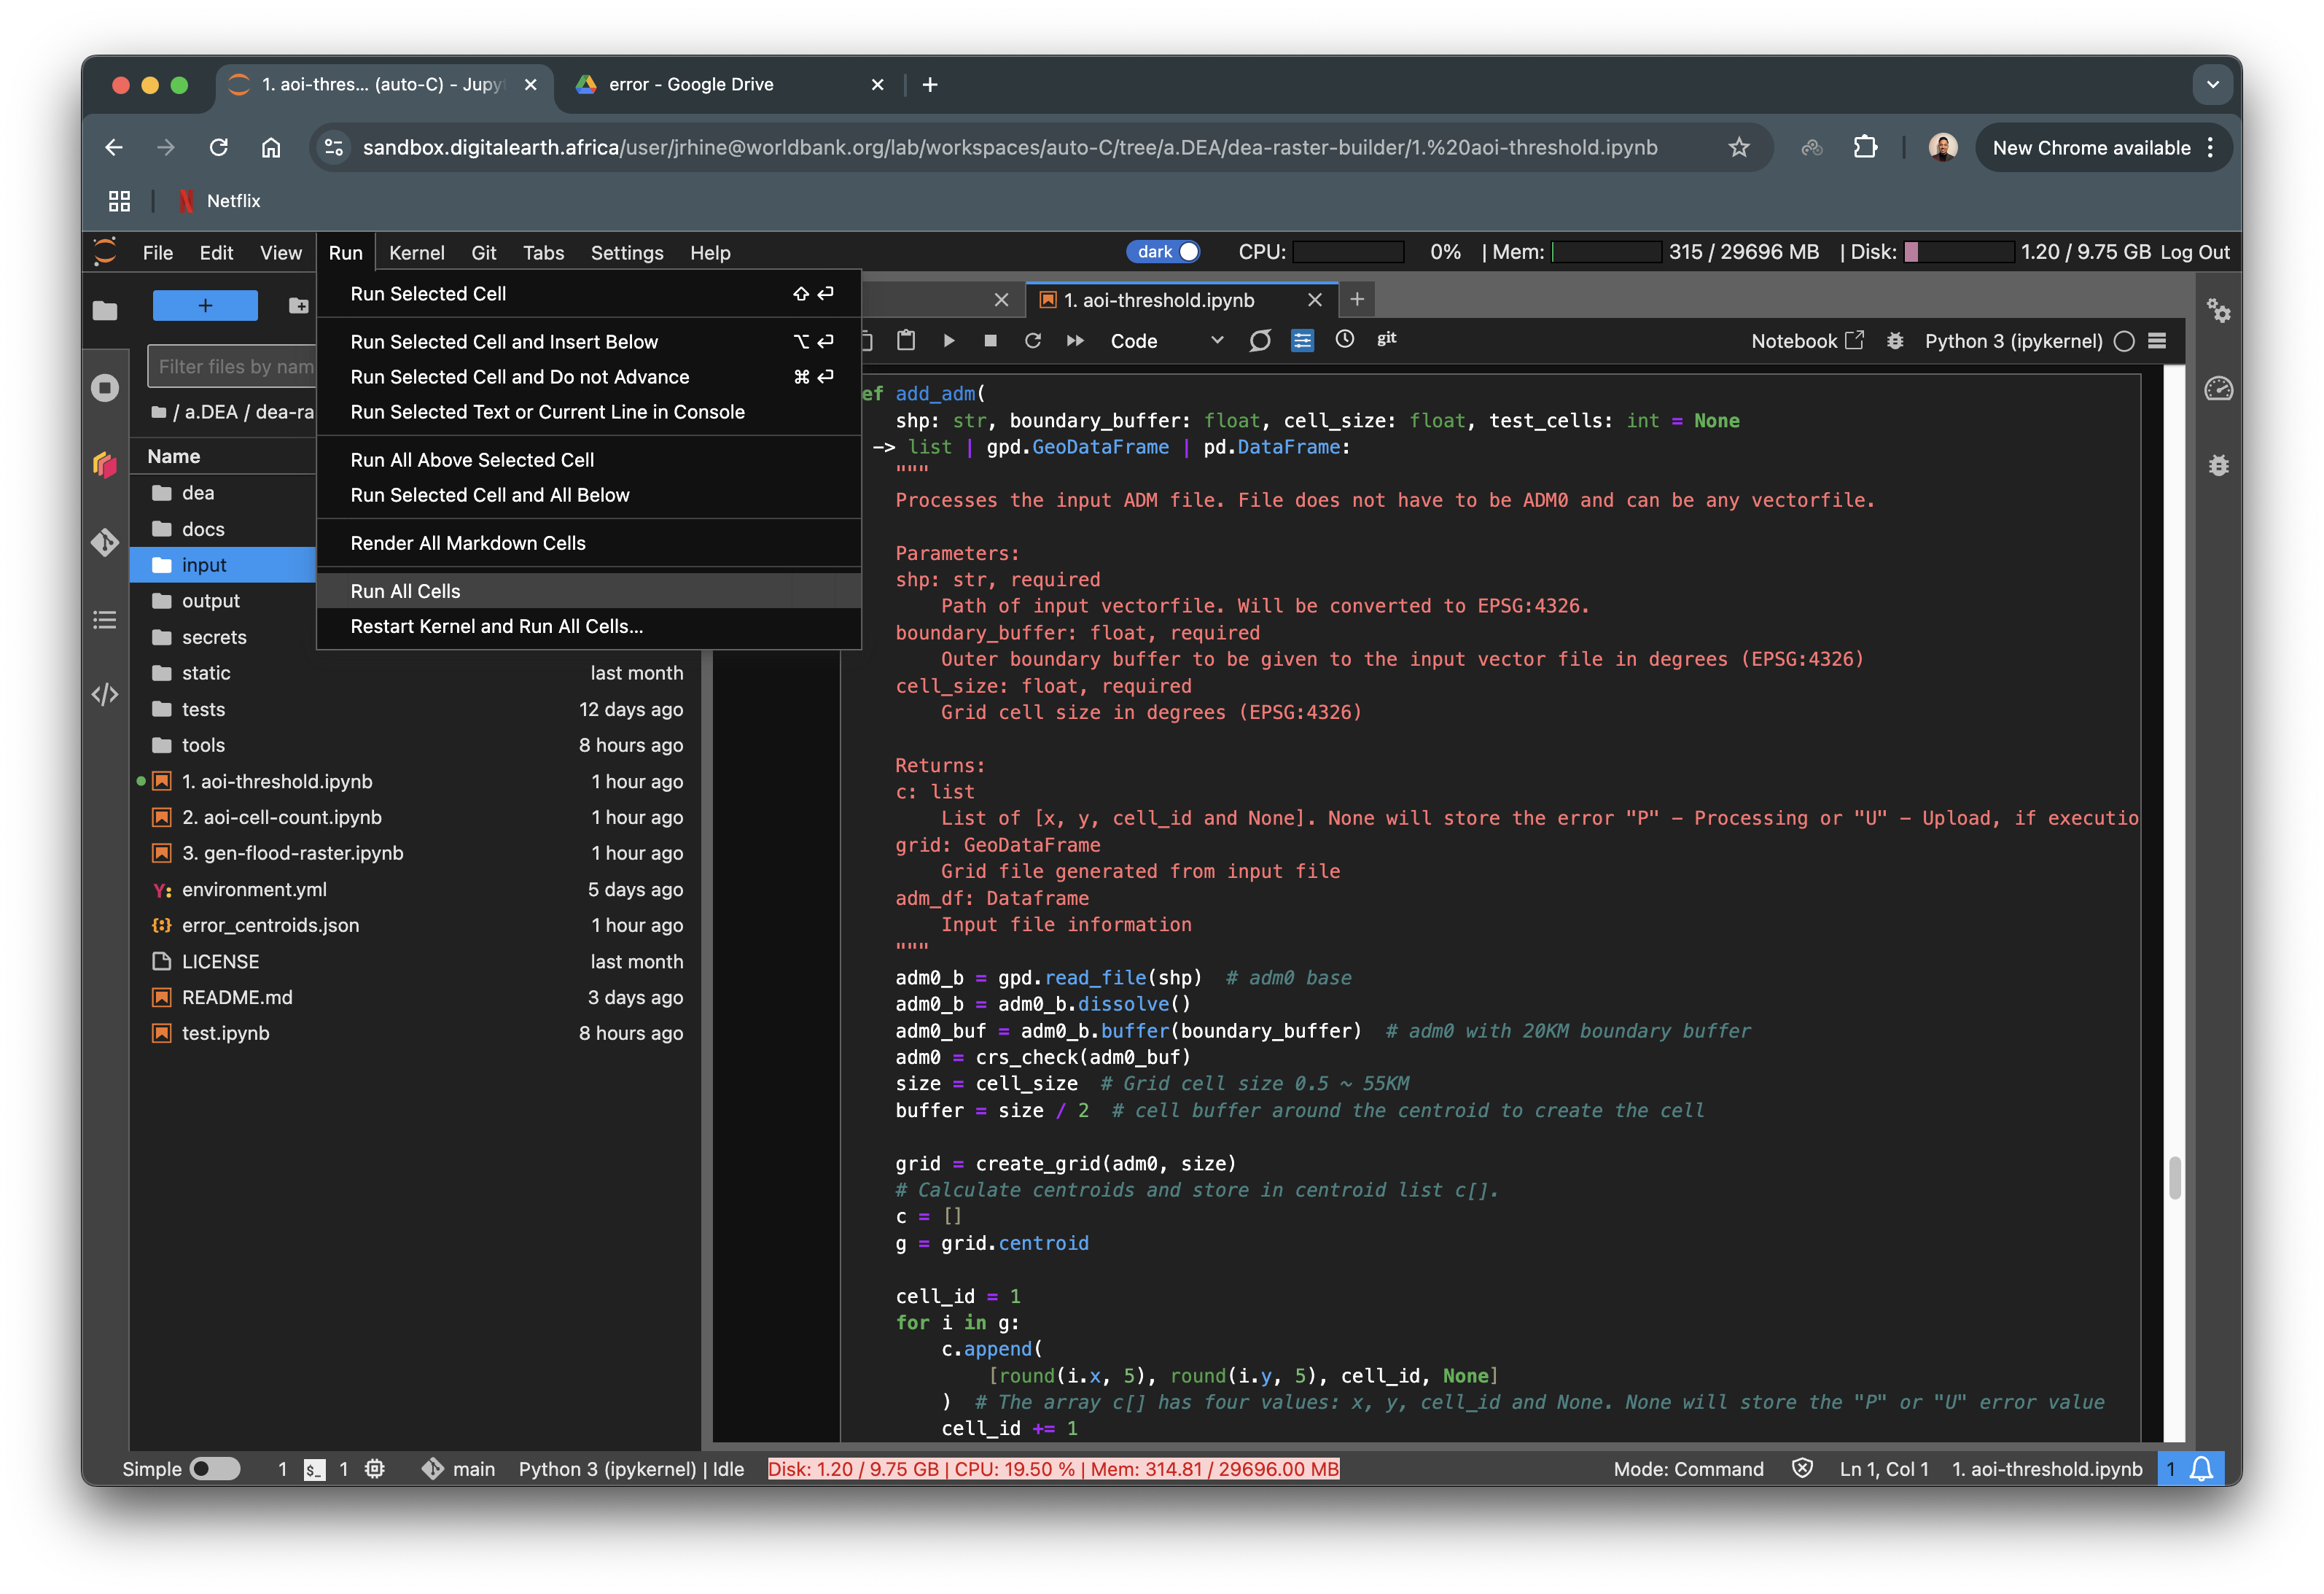 1. aoi-thres... (auto-C) - Jupy
error - Google Drive
sandbox.digitalearth.africa/user/jrhine@worldbank.org/lab/workspaces/auto-C/tree/a.DEA/dea-raster-builder/1.%20aoi-threshold.ipynb
New Chrome available
Netflix
File Edit View Run Kernel Git Tabs Settings Help
dark CPU: 0% | Mem: 315 / 29696 MB | Disk: 1.20 / 9.75 GB Log Out
Run Selected Cell ⇧ ⏎
Run Selected Cell and Insert Below ⌥ ⏎
Run Selected Cell and Do not Advance ⌘ ⏎
Run Selected Text or Current Line in Console
Run All Above Selected Cell
Run Selected Cell and All Below
Render All Markdown Cells
Run All Cells
Restart Kernel and Run All Cells...
+
Filter files by nam
/ a.DEA / dea-ra
Name
dea
docs
input
output
secrets
static last month
tests 12 days ago
tools 8 hours ago
1. aoi-threshold.ipynb 1 hour ago
2. aoi-cell-count.ipynb 1 hour ago
3. gen-flood-raster.ipynb 1 hour ago
Y: environment.yml 5 days ago
{:} error_centroids.json 1 hour ago
LICENSE last month
README.md 3 days ago
test.ipynb 8 hours ago
1. aoi-threshold.ipynb
Code
git
Notebook
Python 3 (ipykernel)
ef add_adm(
shp: str, boundary_buffer: float, cell_size: float, test_cells: int = None
-> list | gpd.GeoDataFrame | pd.DataFrame:
"""
Processes the input ADM file. File does not have to be ADM0 and can be any vectorfile.
Parameters:
shp: str, required
Path of input vectorfile. Will be converted to EPSG:4326.
boundary_buffer: float, required
Outer boundary buffer to be given to the input vector file in degrees (EPSG:4326)
cell_size: float, required
Grid cell size in degrees (EPSG:4326)
Returns:
c: list
List of [x, y, cell_id and None]. None will store the error "P" - Processing or "U" - Upload, if executio
grid: GeoDataFrame
Grid file generated from input file
adm_df: Dataframe
Input file information
"""
adm0_b = gpd.read_file(shp) # adm0 base
adm0_b = adm0_b.dissolve()
adm0_buf = adm0_b.buffer(boundary_buffer) # adm0 with 20KM boundary buffer
adm0 = crs_check(adm0_buf)
size = cell_size # Grid cell size 0.5 ~ 55KM
buffer = size / 2 # cell buffer around the centroid to create the cell
grid = create_grid(adm0, size)
# Calculate centroids and store in centroid list c[].
c = []
g = grid.centroid
cell_id = 1
for i in g:
c.append(
[round(i.x, 5), round(i.y, 5), cell_id, None]
) # The array c[] has four values: x, y, cell_id and None. None will store the "P" or "U" error value
cell_id += 1
Simple 1 $_ 1 main Python 3 (ipykernel) | Idle Disk: 1.20 / 9.75 GB | CPU: 19.50 % | Mem: 314.81 / 29696.00 MB Mode: Command Ln 1, Col 1 1. aoi-threshold.ipynb 1